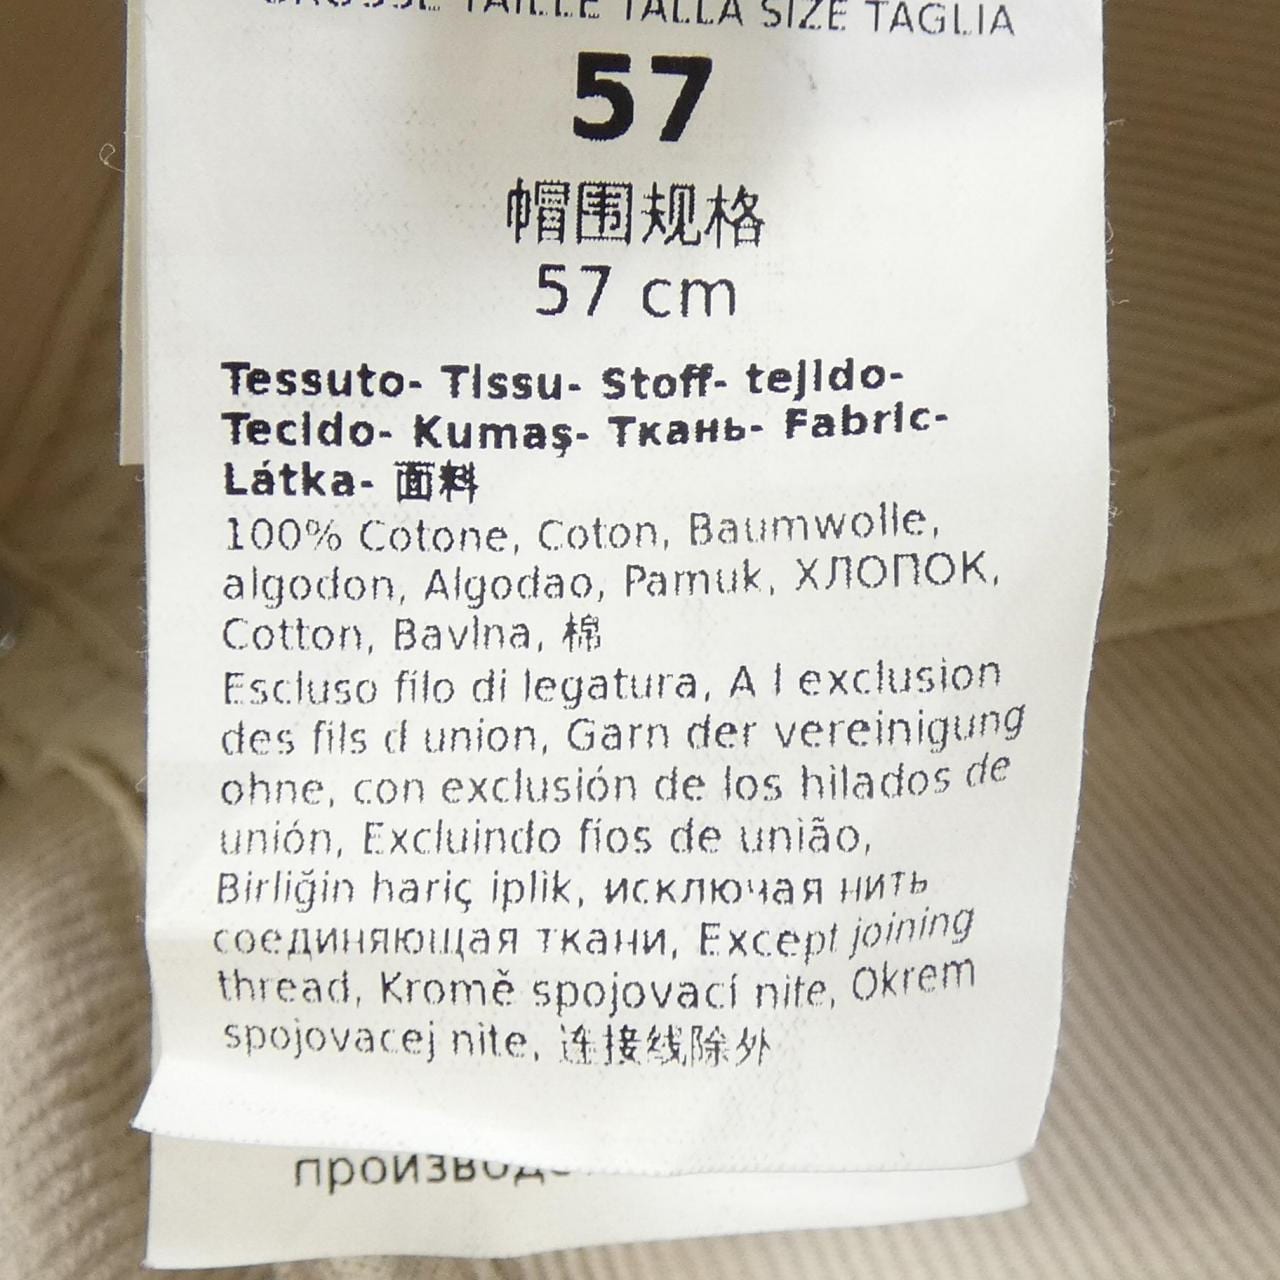 GRÖSSE TAILLE TALLA SIZE TAGLIA
57
帽围规格
57 cm
Tessuto- Tissu- Stoff- tejido-
Tecido- Kumaş- Ткань- Fabric-
Látka- 面料
100% Cotone, Coton, Baumwolle,
algodon, Algodao, Pamuk, ХЛОПОК,
Cotton, Bavlna, 棉
Escluso filo di legatura, A l exclusion
des fils d union, Garn der vereinigung
ohne, con exclusión de los hilados de
unión, Excluindo fios de união,
Birliğin hariç iplik, исключая нить
соединяющая ткани, Except joining
thread, Kromě spojovací nite, Okrem
spojovacej nite, 连接线除外